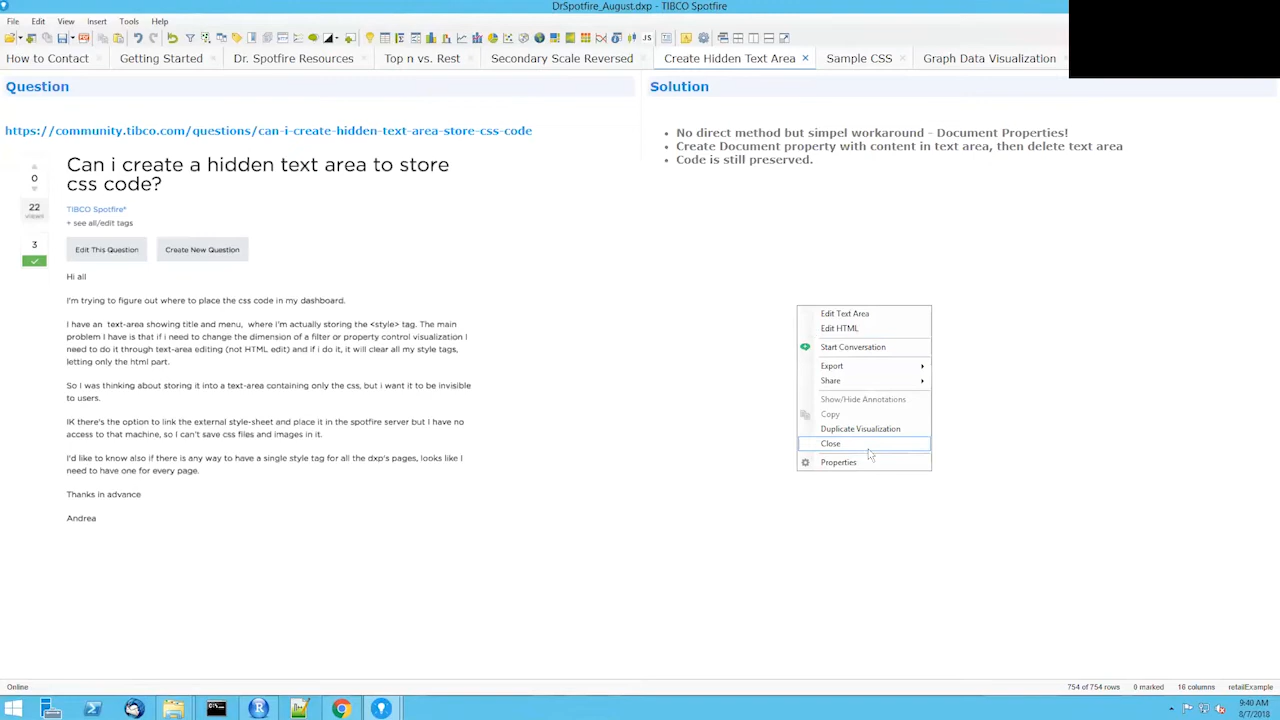 DrSpotfire_August.dxp - TIBCO Spotfire
File Edit View Insert Tools Help
How to Contact Getting Started Dr. Spotfire Resources Top n vs. Rest Secondary Scale Reversed Create Hidden Text Area Sample CSS Graph Data Visualization
Question
https://community.tibco.com/questions/can-i-create-hidden-text-area-store-css-code
Can i create a hidden text area to store
css code?
0
22
views
3
TIBCO Spotfire®
+ see all/edit tags
Edit This Question Create New Question
Hi all
I'm trying to figure out where to place the css code in my dashboard.
I have an text-area showing title and menu, where I'm actually storing the <style> tag. The main
problem I have is that if i need to change the dimension of a filter or property control visualization I
need to do it through text-area editing (not HTML edit) and if i do it, it will clear all my style tags,
letting only the html part.
So I was thinking about storing it into a text-area containing only the css, but i want it to be invisible
to users.
IK there's the option to link the external style-sheet and place it in the spotfire server but I have no
access to that machine, so I can't save css files and images in it.
I'd like to know also if there is any way to have a single style tag for all the dxp's pages, looks like I
need to have one for every page.
Thanks in advance
Andrea
Solution
No direct method but simpel workaround - Document Properties!
Create Document property with content in text area, then delete text area
Code is still preserved.
Edit Text Area
Edit HTML
Start Conversation
Export
Share
Show/Hide Annotations
Copy
Duplicate Visualization
Close
Properties
Online
754 of 754 rows 0 marked 16 columns retailExample
9:40 AM
8/7/2018